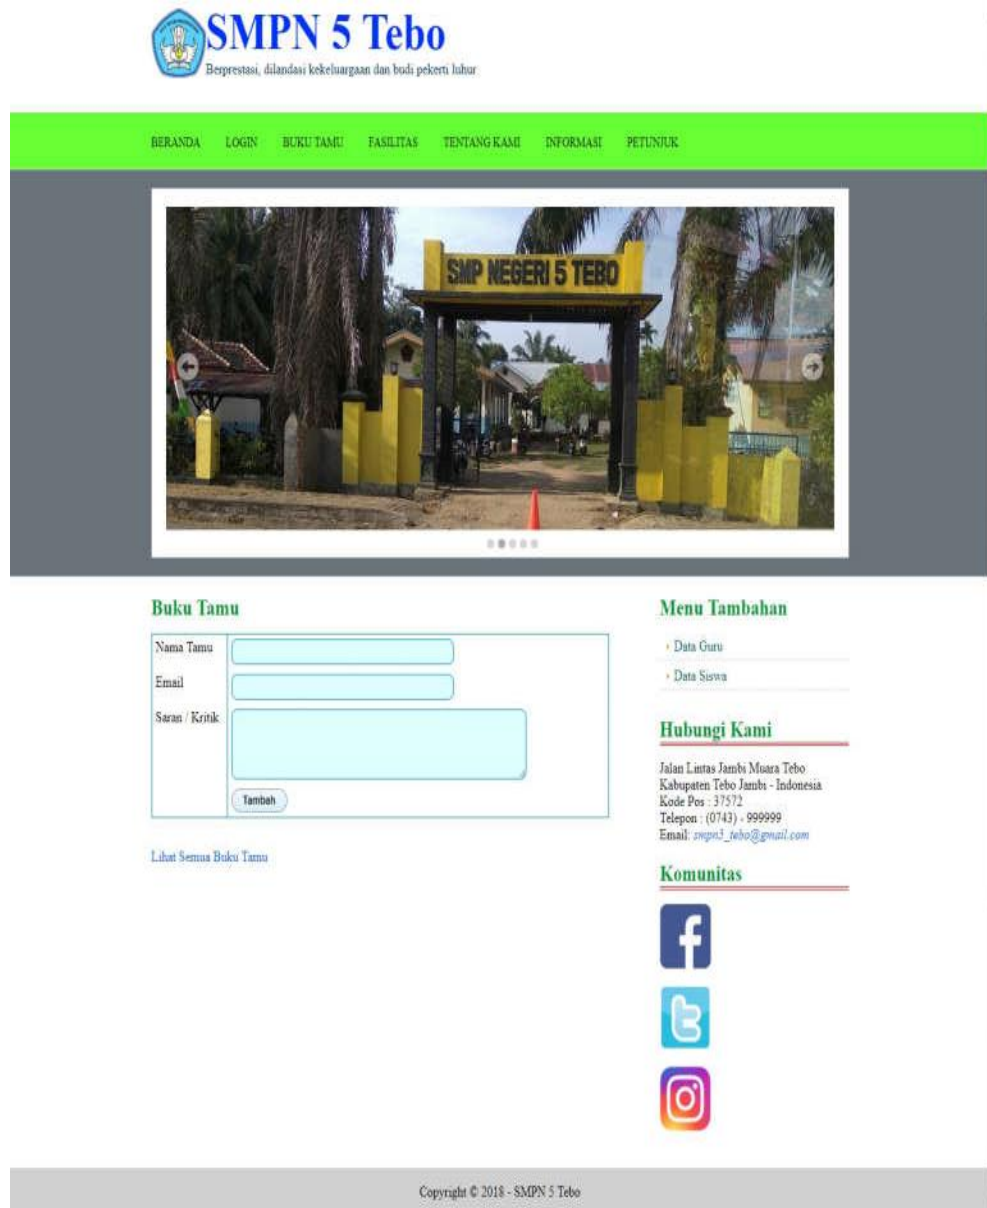 SMPN 5 Tebo
Berprestasi, dilandasi kekeluargaan dan budi pekerti luhur
BERANDA LOGIN BUKU TAMU FASILITAS TENTANG KAMI INFORMASI PETUNJUK
SMP NEGERI 5 TEBO
Buku Tamu
Nama Tamu
Email
Saran / Kritik
Tambah
Lihat Semua Buku Tamu
Menu Tambahan
Data Guru
Data Siswa
Hubungi Kami
Jalan Lintas Jambi Muara Tebo
Kabupaten Tebo Jambi - Indonesia
Kode Pos : 37572
Telepon : (0743) - 999999
Email: smpn3_tebo@gmail.com
Komunitas
Copyright © 2018 - SMPN 5 Tebo